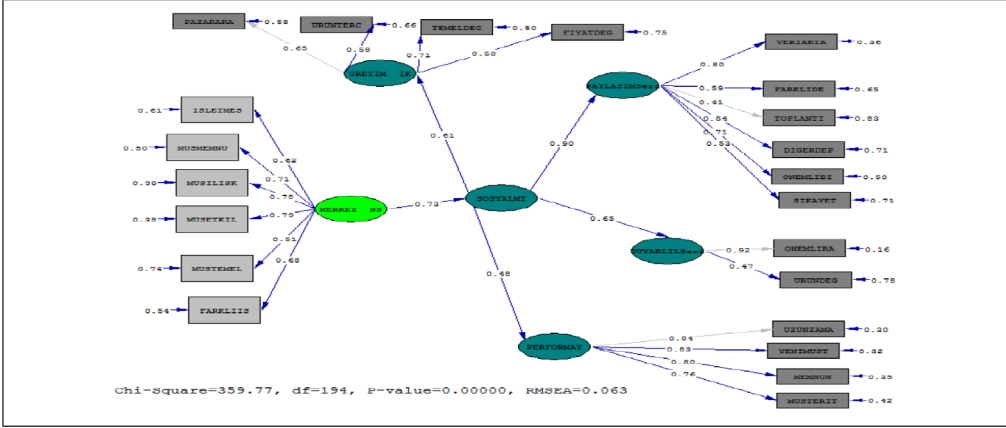 PAZARAPA 0.58
URUNTERC 0.66
TEMELDEG 0.50
FIYATDEG 0.75
0.65
0.58
0.71
0.50
URETIM IK
VERIAKTA 0.36
FARKLIDE 0.65
TOPLANTI 0.83
DIGERDEP 0.71
ONEMLIBI 0.50
SIKAYET 0.71
0.80
0.59
0.41
0.54
0.71
0.53
0.61 ISLETMES
0.50 MUSMEMNU
MUSILISK
0.38 MUSETKIL
0.74 MUSTEMEL
0.54 FARKLIIS
0.62
0.71
0.79
0.51
0.68
MERKEZ NS
0.73
SOSYALMI
0.61
0.90
0.65
0.48
0.92
0.47
ONEMLIRA 0.16
URUNDEG 0.78
PERFORMAY
0.84
0.83
0.80
0.76
UZUNZAMA 0.30
YENIMUST 0.32
MEMNUN 0.35
MUSTERIT 0.42
Chi-Square=359.77, df=194, P-value=0.00000, RMSEA=0.063